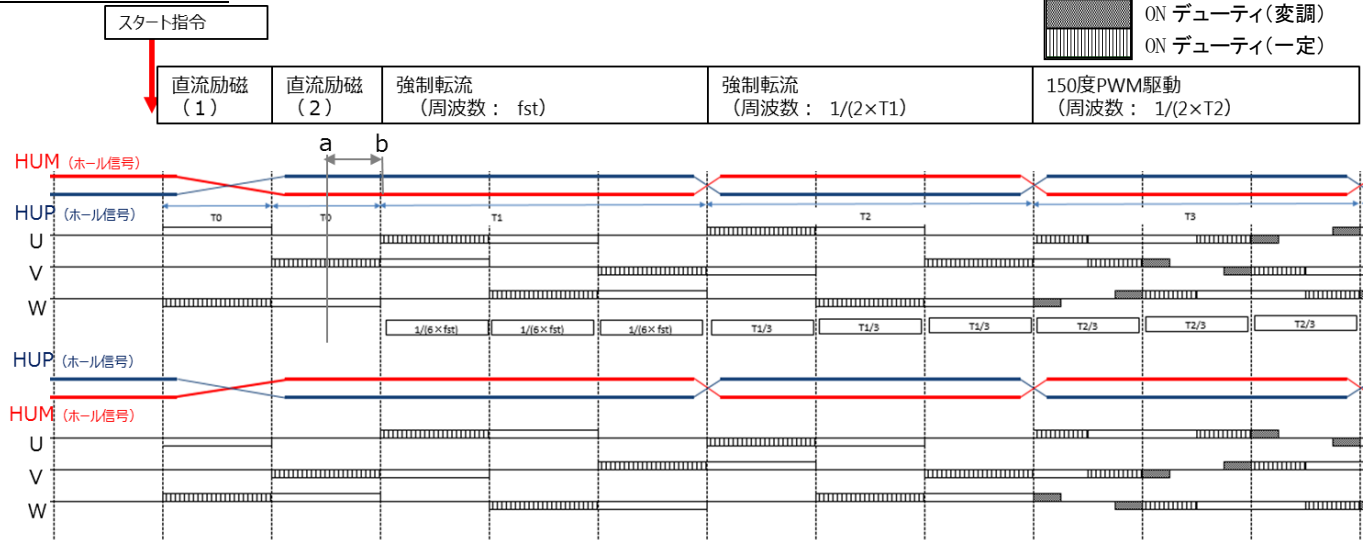 スタート指令
ON デューティ(変調)
ON デューティ(一定)
直流励磁
(1)
直流励磁
(2)
強制転流
(周波数: fst)
強制転流
(周波数: 1/(2×T1)
150度PWM駆動
(周波数: 1/(2×T2)
a
b
HUM (ホール信号)
HUP (ホール信号)
T0
T0
T1
T2
T3
U
V
W
1/(6×fst)
1/(6×fst)
1/(6×fst)
T1/3
T1/3
T1/3
T2/3
T2/3
T2/3
HUP (ホール信号)
HUM (ホール信号)
U
V
W